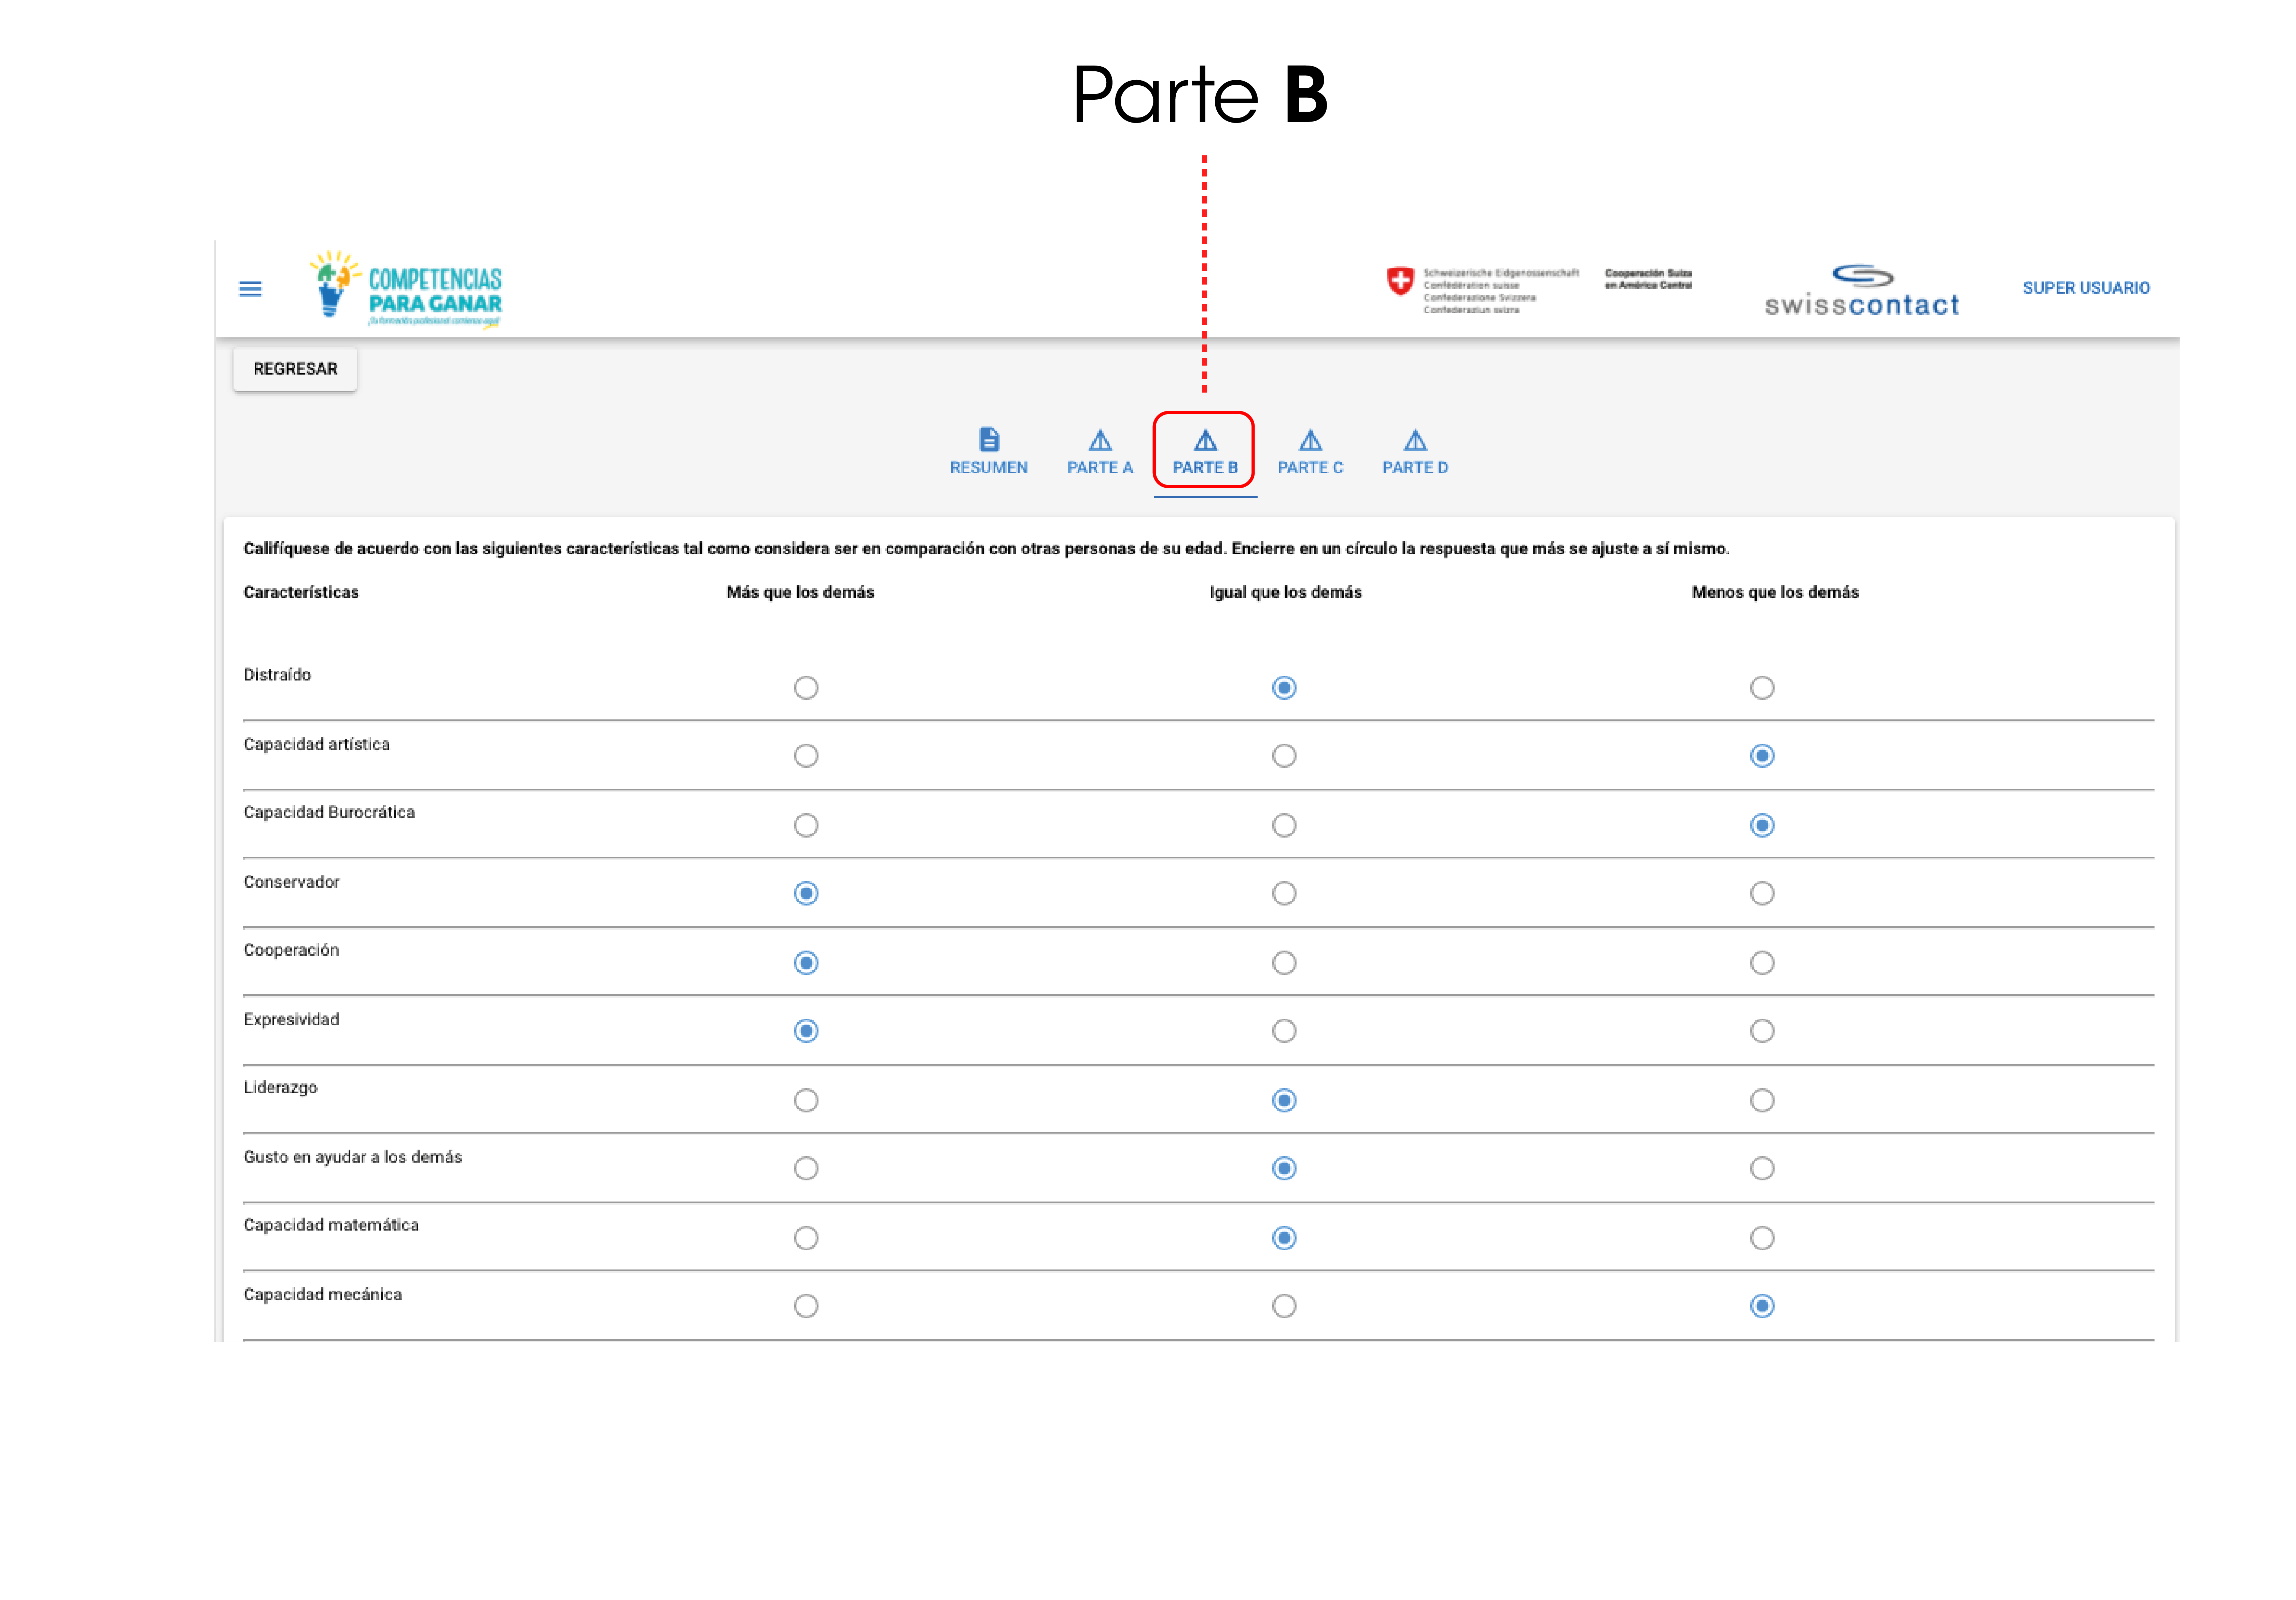 Parte B
COMPETENCIAS
PARA GANAR
¡Tu formación profesional comienza aquí!
Schweizerische Eidgenossenschaft
Confédération suisse
Confederazione Svizzera
Confederaziun svizra
Cooperación Suiza
en América Central
swisscontact
SUPER USUARIO
REGRESAR
RESUMEN
PARTE A
PARTE B
PARTE C
PARTE D
Califíquese de acuerdo con las siguientes características tal como considera ser en comparación con otras personas de su edad. Encierre en un círculo la respuesta que más se ajuste a sí mismo.
Características Más que los demás Igual que los demás Menos que los demás
Distraído
Capacidad artística
Capacidad Burocrática
Conservador
Cooperación
Expresividad
Liderazgo
Gusto en ayudar a los demás
Capacidad matemática
Capacidad mecánica